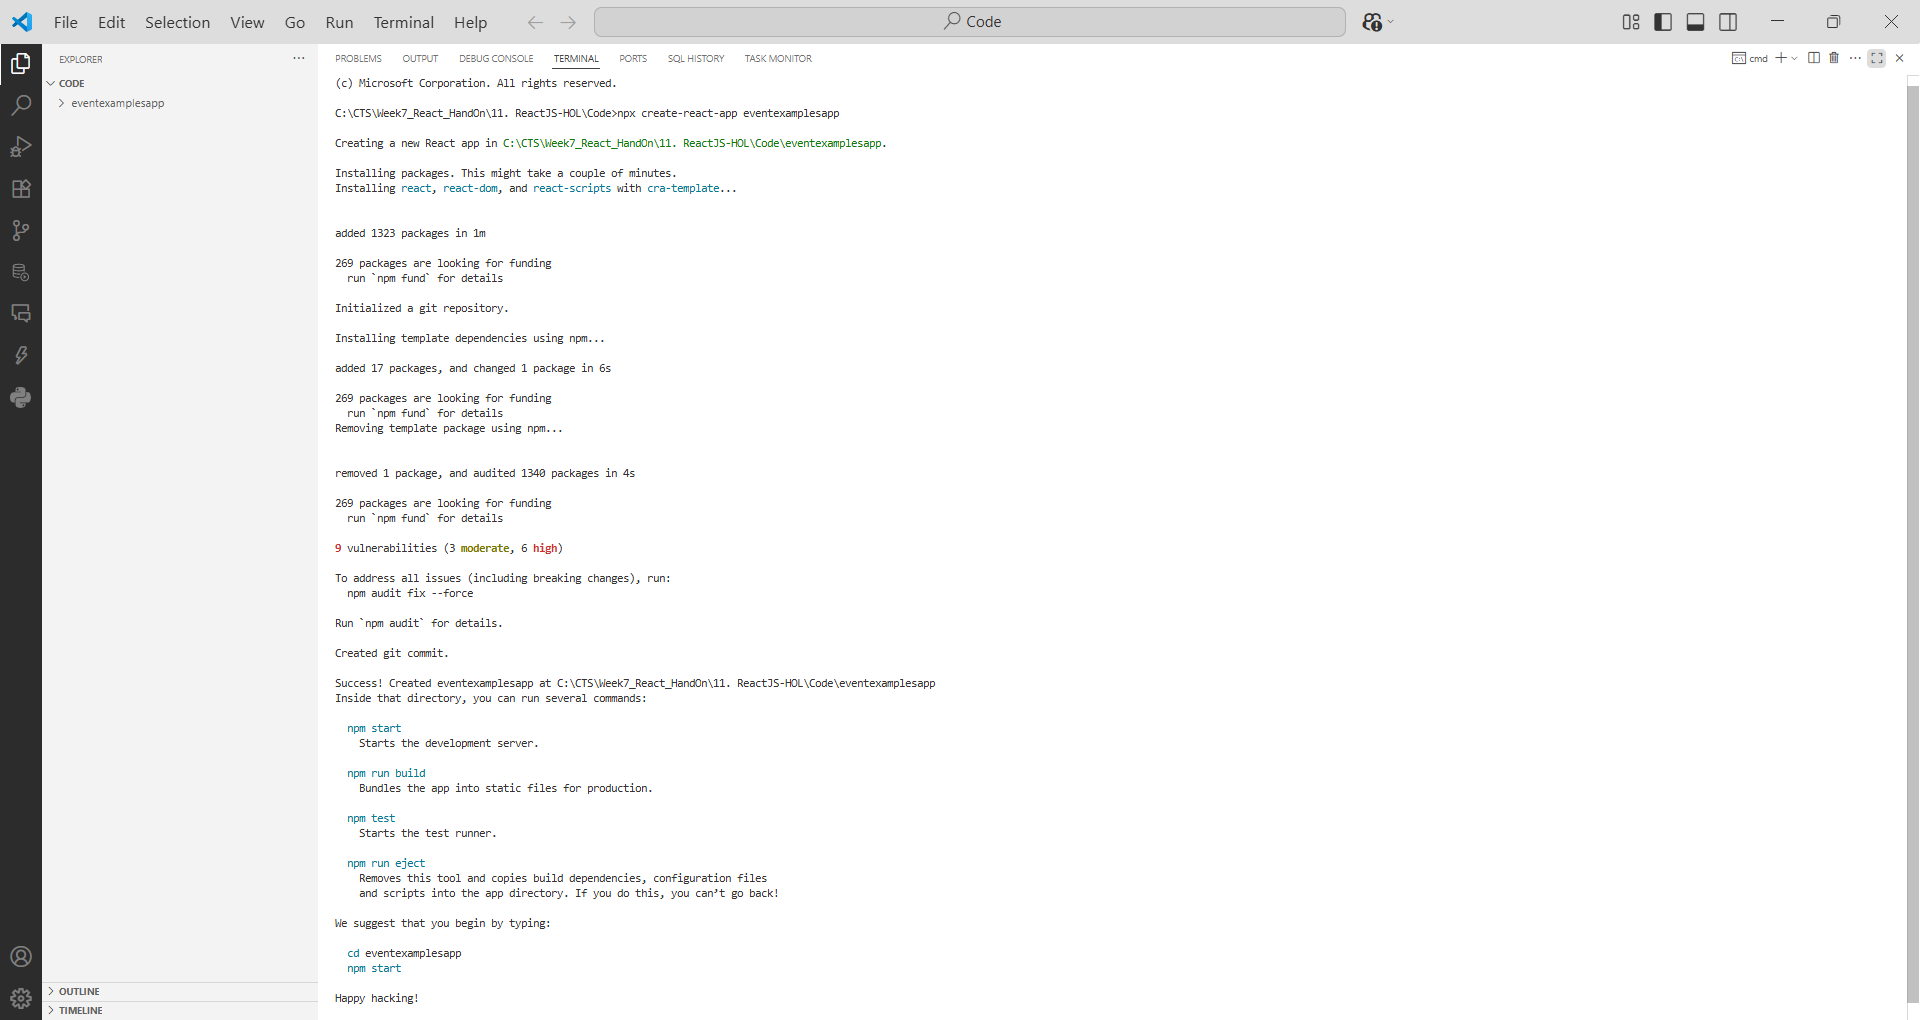 File Edit Selection View Go Run Terminal Help
Code
EXPLORER
CODE
eventexamplesapp
OUTLINE
TIMELINE
PROBLEMS OUTPUT DEBUG CONSOLE TERMINAL PORTS SQL HISTORY TASK MONITOR
cmd
(c) Microsoft Corporation. All rights reserved.
C:\CTS\Week7_React_HandOn\11. ReactJS-HOL\Code>npx create-react-app eventexamplesapp
Creating a new React app in C:\CTS\Week7_React_HandOn\11. ReactJS-HOL\Code\eventexamplesapp.
Installing packages. This might take a couple of minutes.
Installing react, react-dom, and react-scripts with cra-template...
added 1323 packages in 1m
269 packages are looking for funding
run `npm fund` for details
Initialized a git repository.
Installing template dependencies using npm...
added 17 packages, and changed 1 package in 6s
269 packages are looking for funding
run `npm fund` for details
Removing template package using npm...
removed 1 package, and audited 1340 packages in 4s
269 packages are looking for funding
run `npm fund` for details
9 vulnerabilities (3 moderate, 6 high)
To address all issues (including breaking changes), run:
npm audit fix --force
Run `npm audit` for details.
Created git commit.
Success! Created eventexamplesapp at C:\CTS\Week7_React_HandOn\11. ReactJS-HOL\Code\eventexamplesapp
Inside that directory, you can run several commands:
npm start
Starts the development server.
npm run build
Bundles the app into static files for production.
npm test
Starts the test runner.
npm run eject
Removes this tool and copies build dependencies, configuration files
and scripts into the app directory. If you do this, you can’t go back!
We suggest that you begin by typing:
cd eventexamplesapp
npm start
Happy hacking!